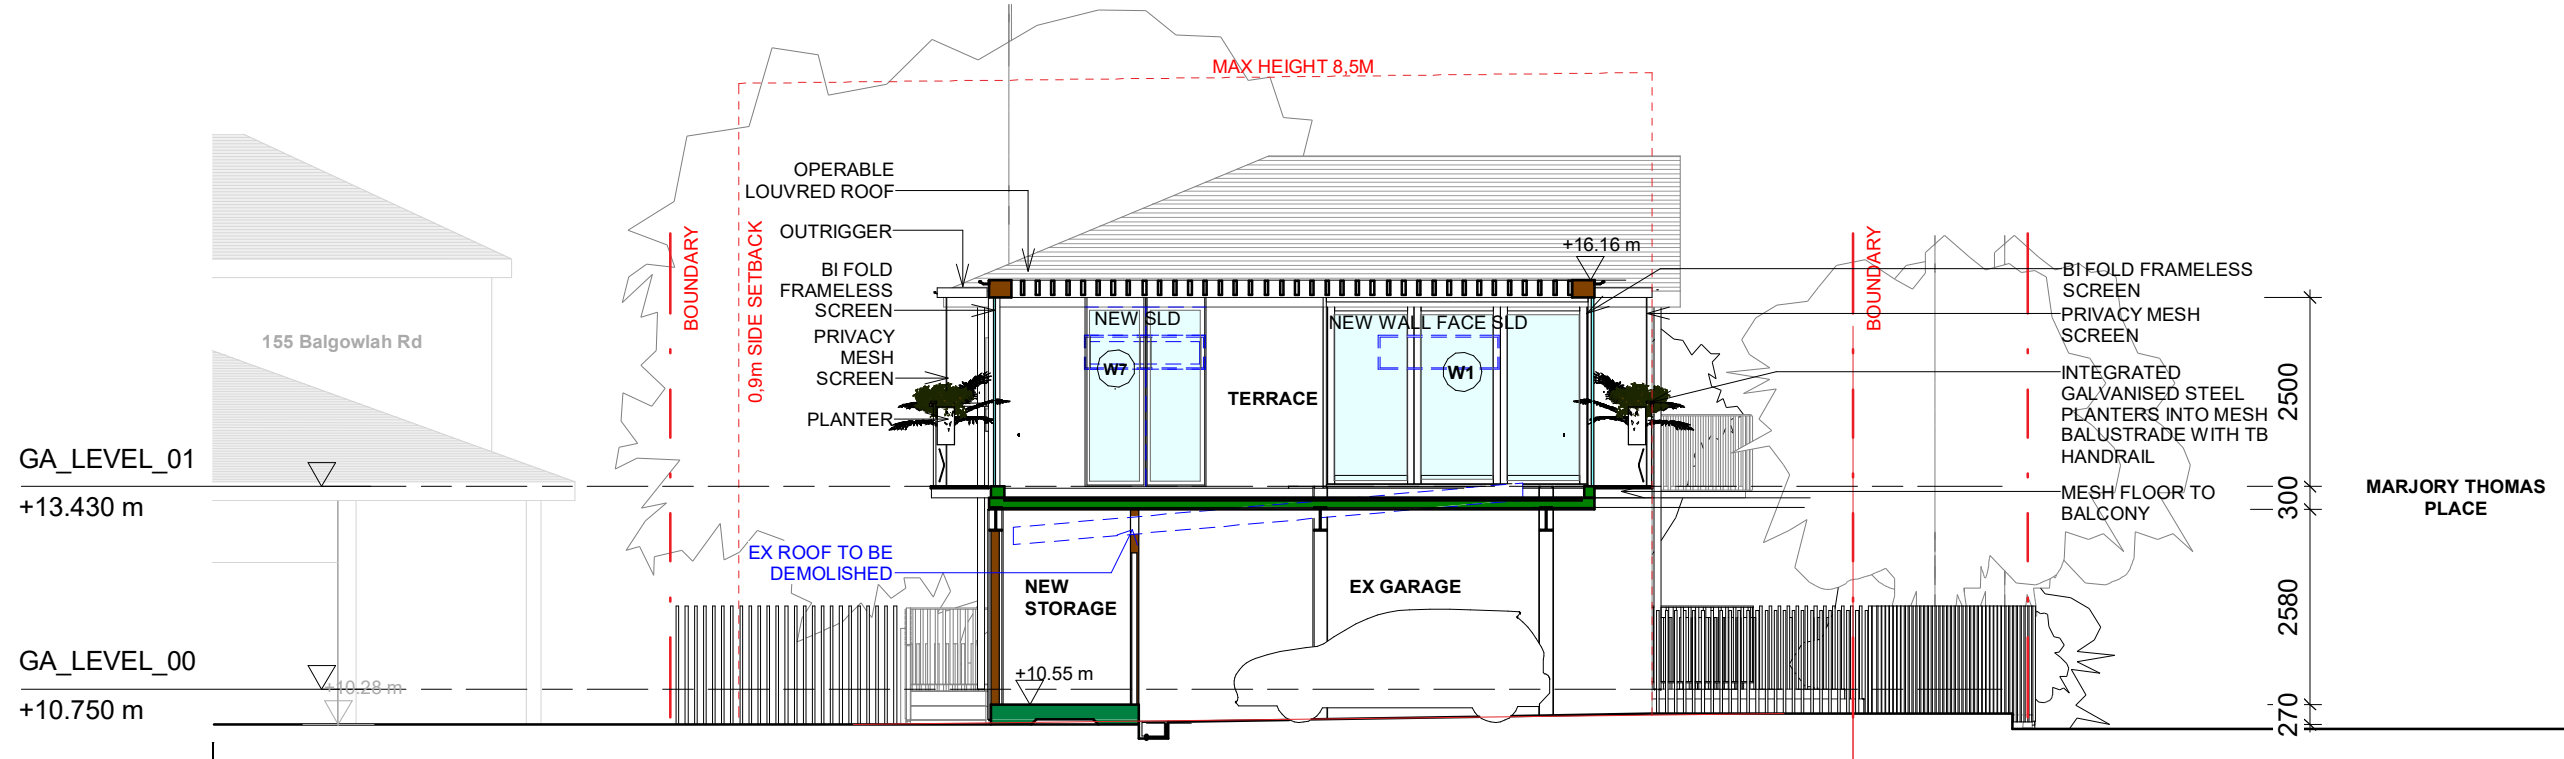 MAX HEIGHT 8,5M
OPERABLE
LOUVRED ROOF
OUTRIGGER
BI FOLD
FRAMELESS
SCREEN
PRIVACY
MESH
SCREEN
PLANTER
BOUNDARY
0,9m SIDE SETBACK
155 Balgowlah Rd
GA_LEVEL_01
+13.430 m
GA_LEVEL_00
+10.750 m
+10.28 m
EX ROOF TO BE
DEMOLISHED
NEW
STORAGE
+10.55 m
EX GARAGE
NEW SLD
W7
TERRACE
NEW WALL FACE SLD
W1
+16.16 m
BOUNDARY
BI FOLD FRAMELESS
SCREEN
PRIVACY MESH
SCREEN
INTEGRATED
GALVANISED STEEL
PLANTERS INTO MESH
BALUSTRADE WITH TB
HANDRAIL
MESH FLOOR TO
BALCONY
2500
300
2580
270
MARJORY THOMAS
PLACE